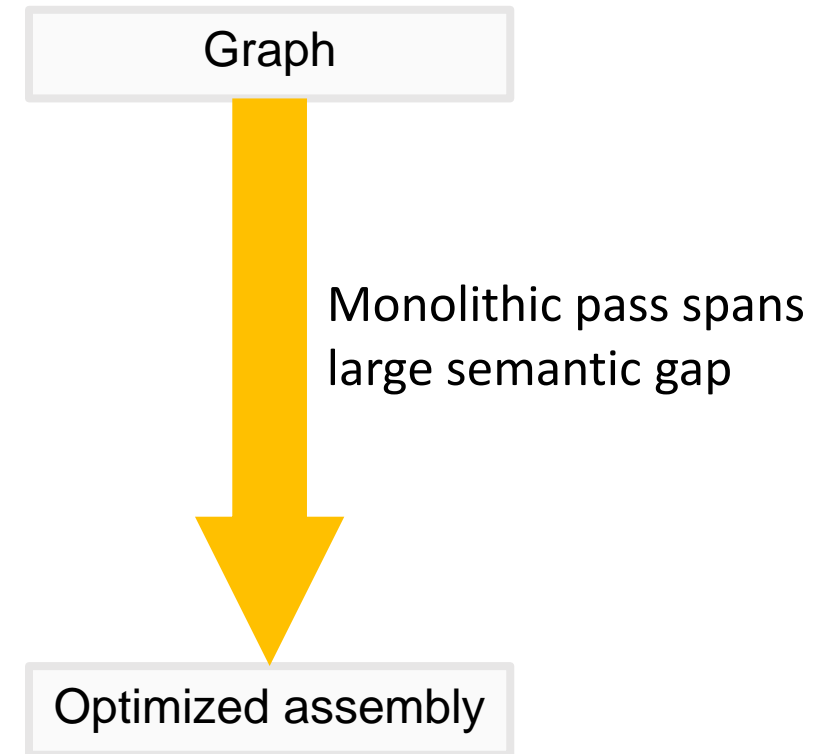 Graph
Monolithic pass spans
large semantic gap
Optimized assembly